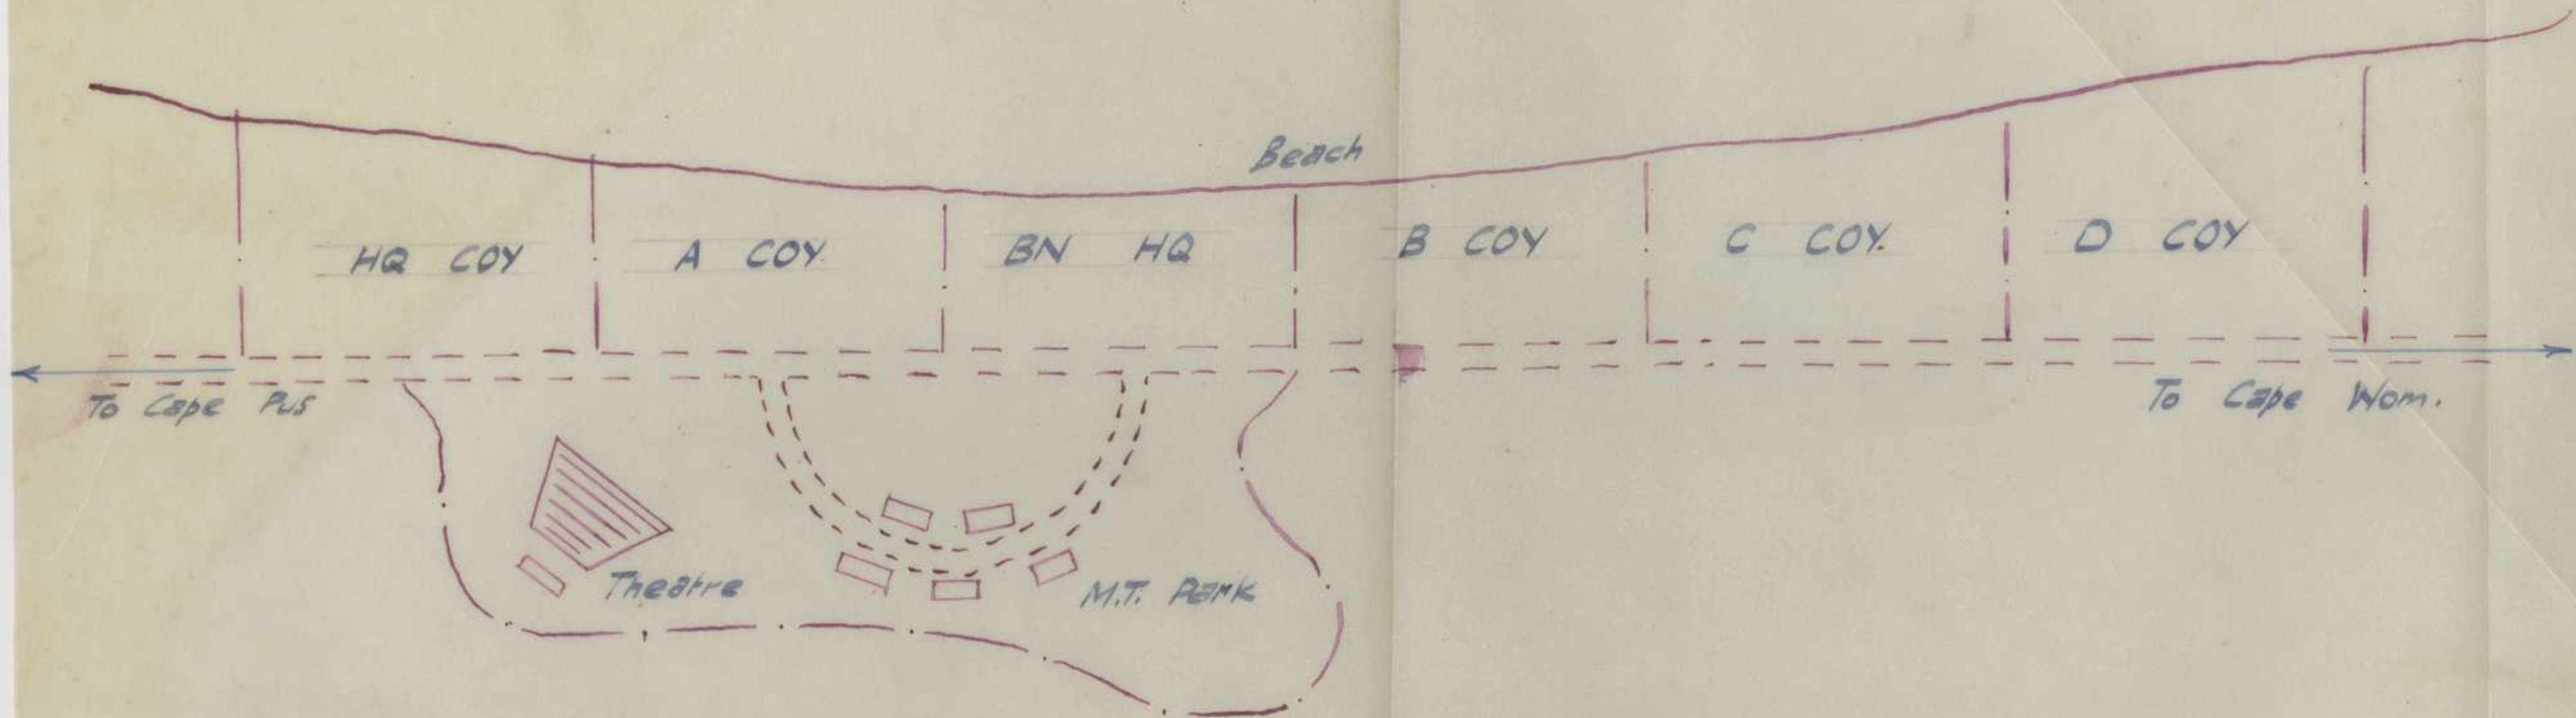 Beach
HQ COY
A COY.
BN HQ
B COY
C COY.
D COY
To Cape Pus
To Cape Wom.
Theatre
M.T. Park